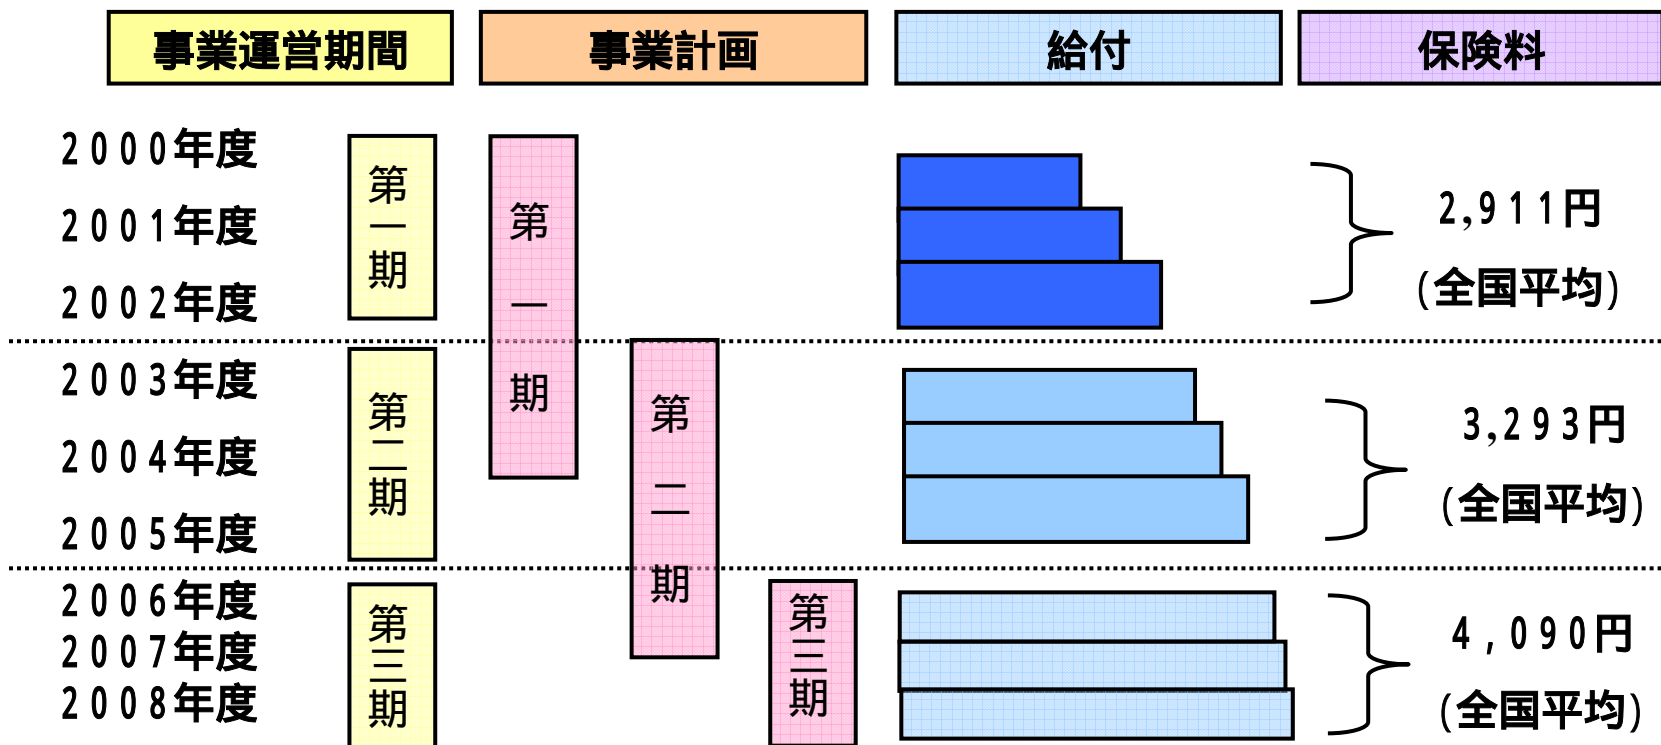 事業運営期間
事業計画
給付
保険料
2000年度
2001年度
2002年度
第一期
第一期
2,911円
(全国平均)
2003年度
2004年度
2005年度
第二期
第二期
3,293円
(全国平均)
2006年度
2007年度
2008年度
第三期
第三期
4,090円
(全国平均)